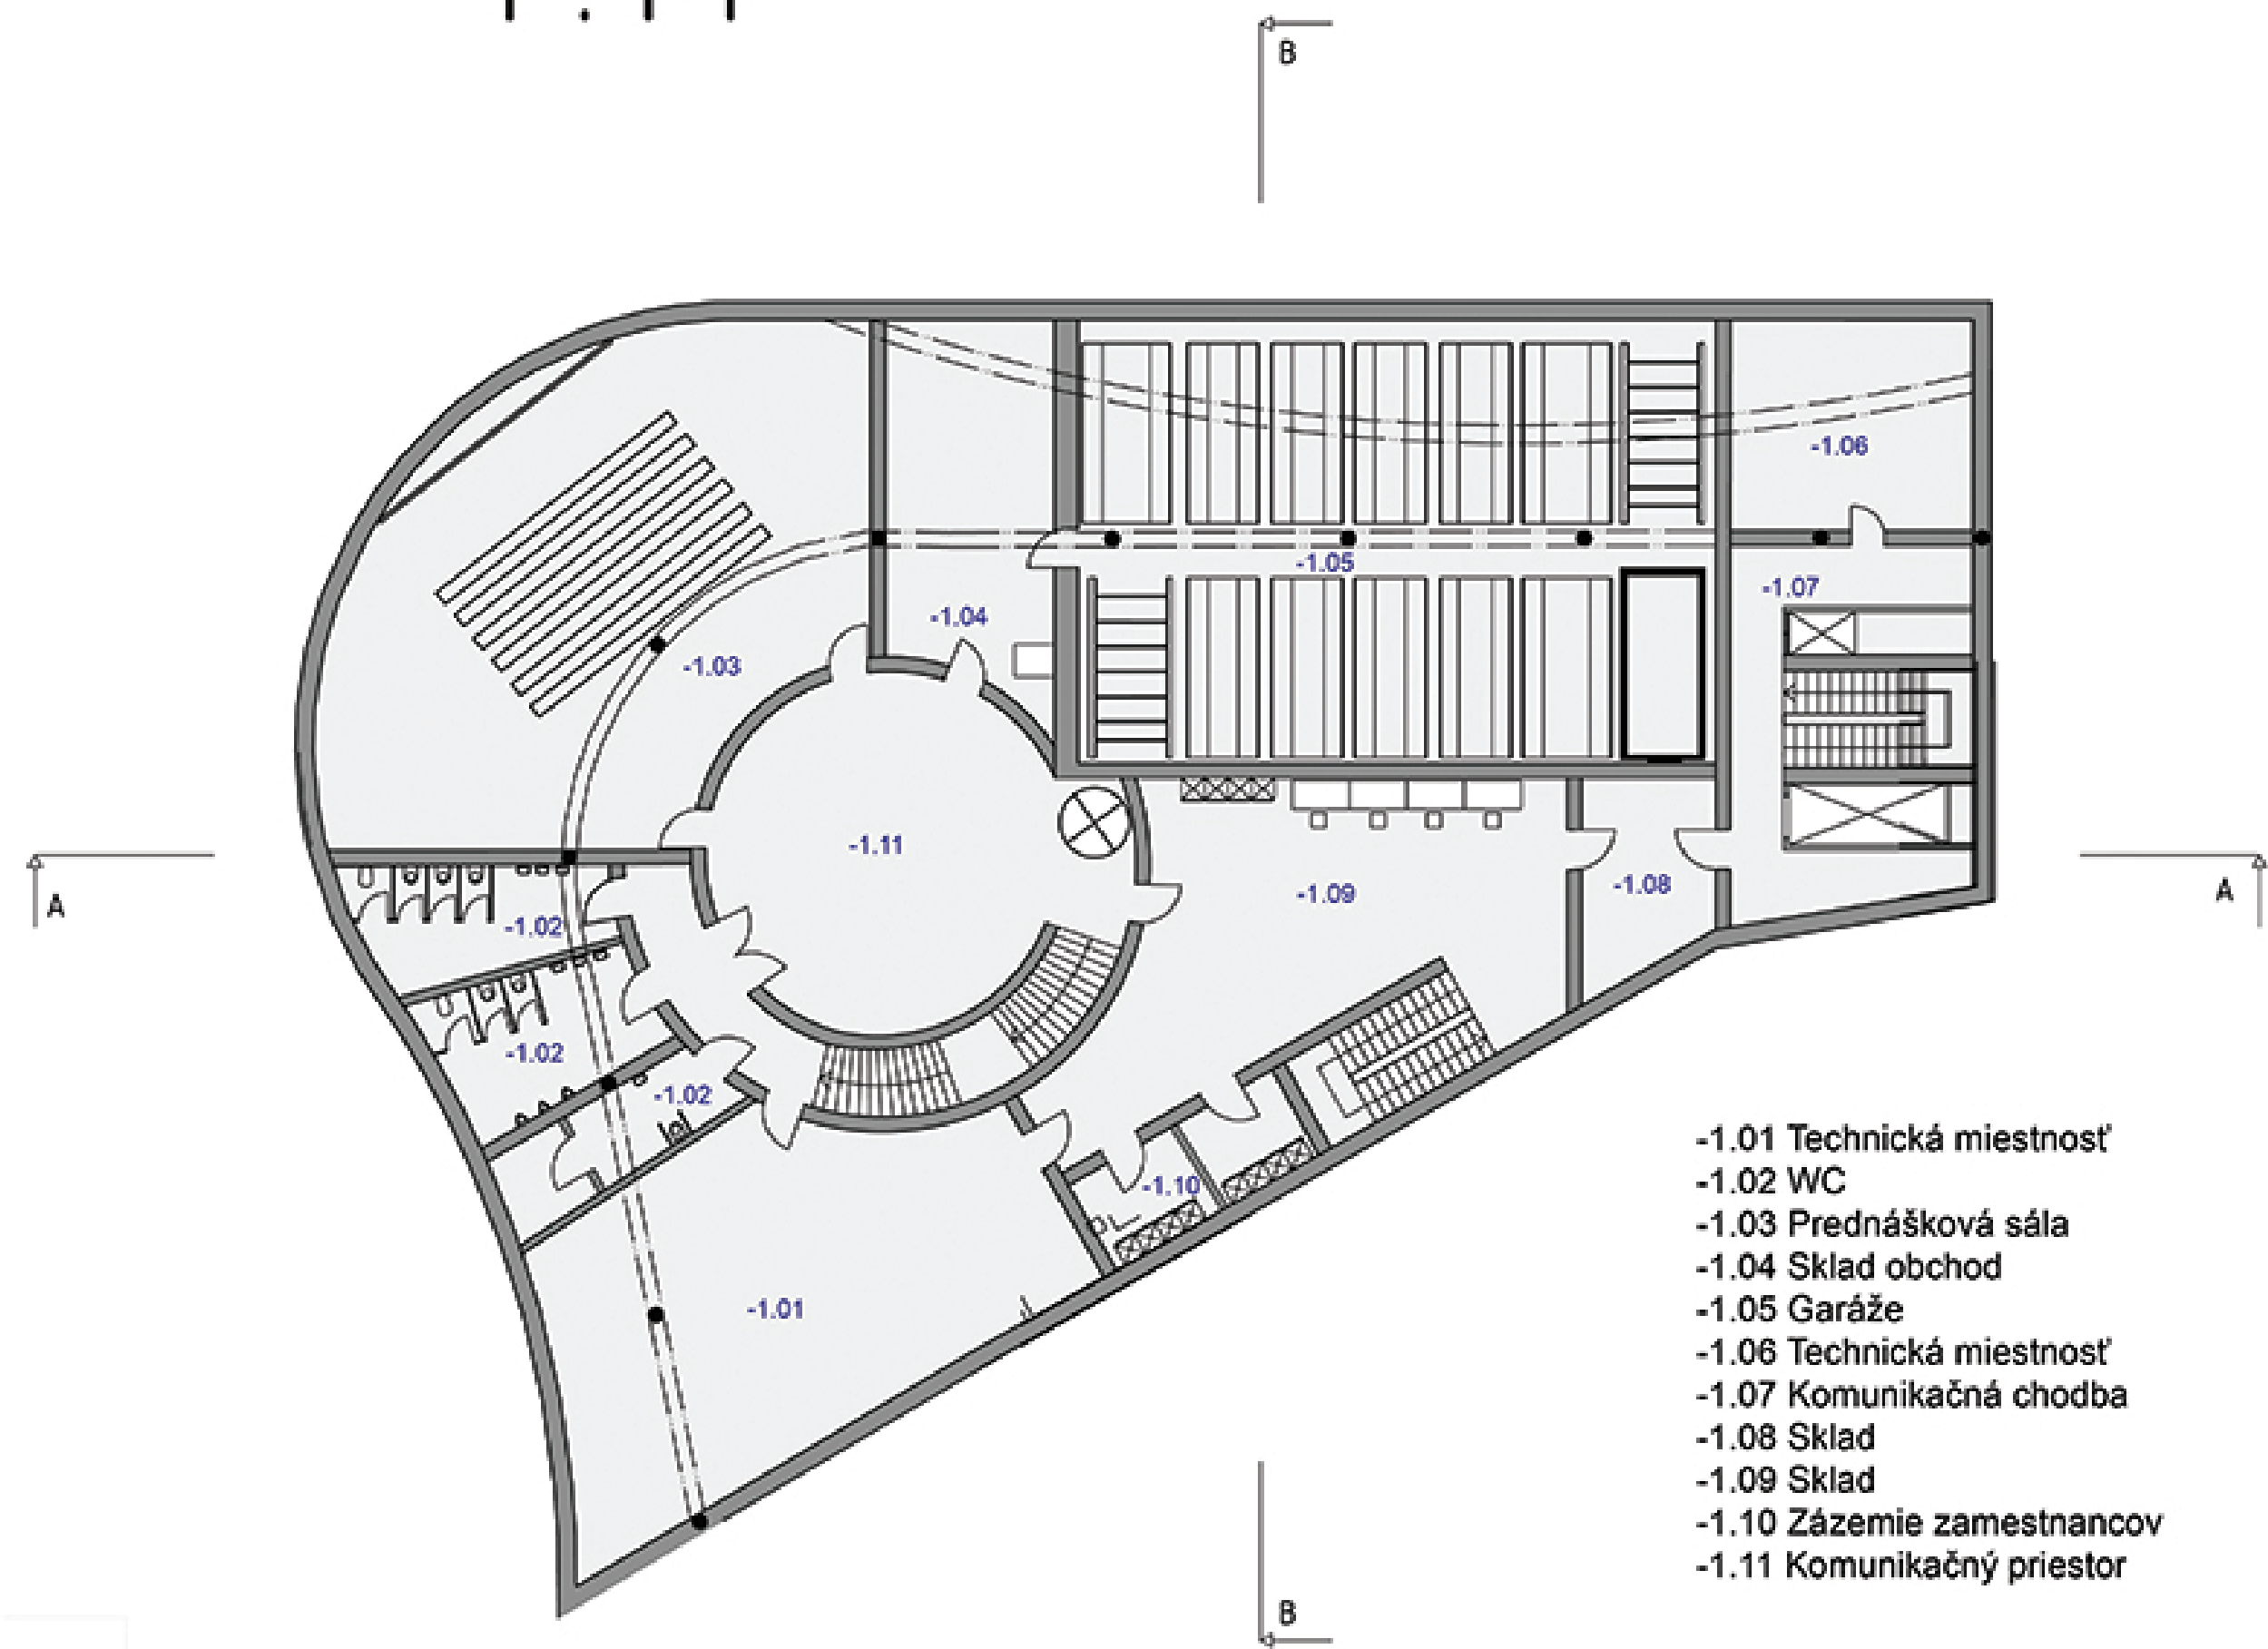 B
-1.06
-1.05
-1.07
-1.04
-1.03
-1.11
-1.09
-1.08
A
A
-1.02
-1.02
-1.02
-1.10
-1.01
-1.01 Technická miestnosť
-1.02 WC
-1.03 Prednášková sála
-1.04 Sklad obchod
-1.05 Garáže
-1.06 Technická miestnosť
-1.07 Komunikačná chodba
-1.08 Sklad
-1.09 Sklad
-1.10 Zázemie zamestnancov
-1.11 Komunikačný priestor
B